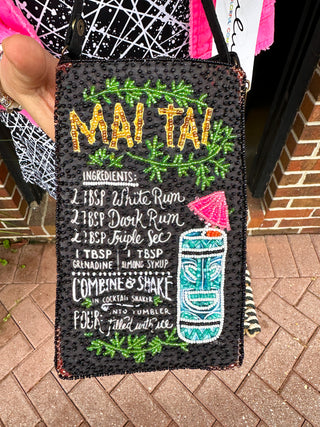 MAI TAI
INGREDIENTS:
2 TBSP White Rum
2 TBSP Dark Rum
2 TBSP Triple Sec
1 TBSP GRENADINE 1 TBSP ALMOND SYRUP
COMBINE & SHAKE
IN COCKTAIL SHAKER
POUR INTO TUMBLER
filled with ice